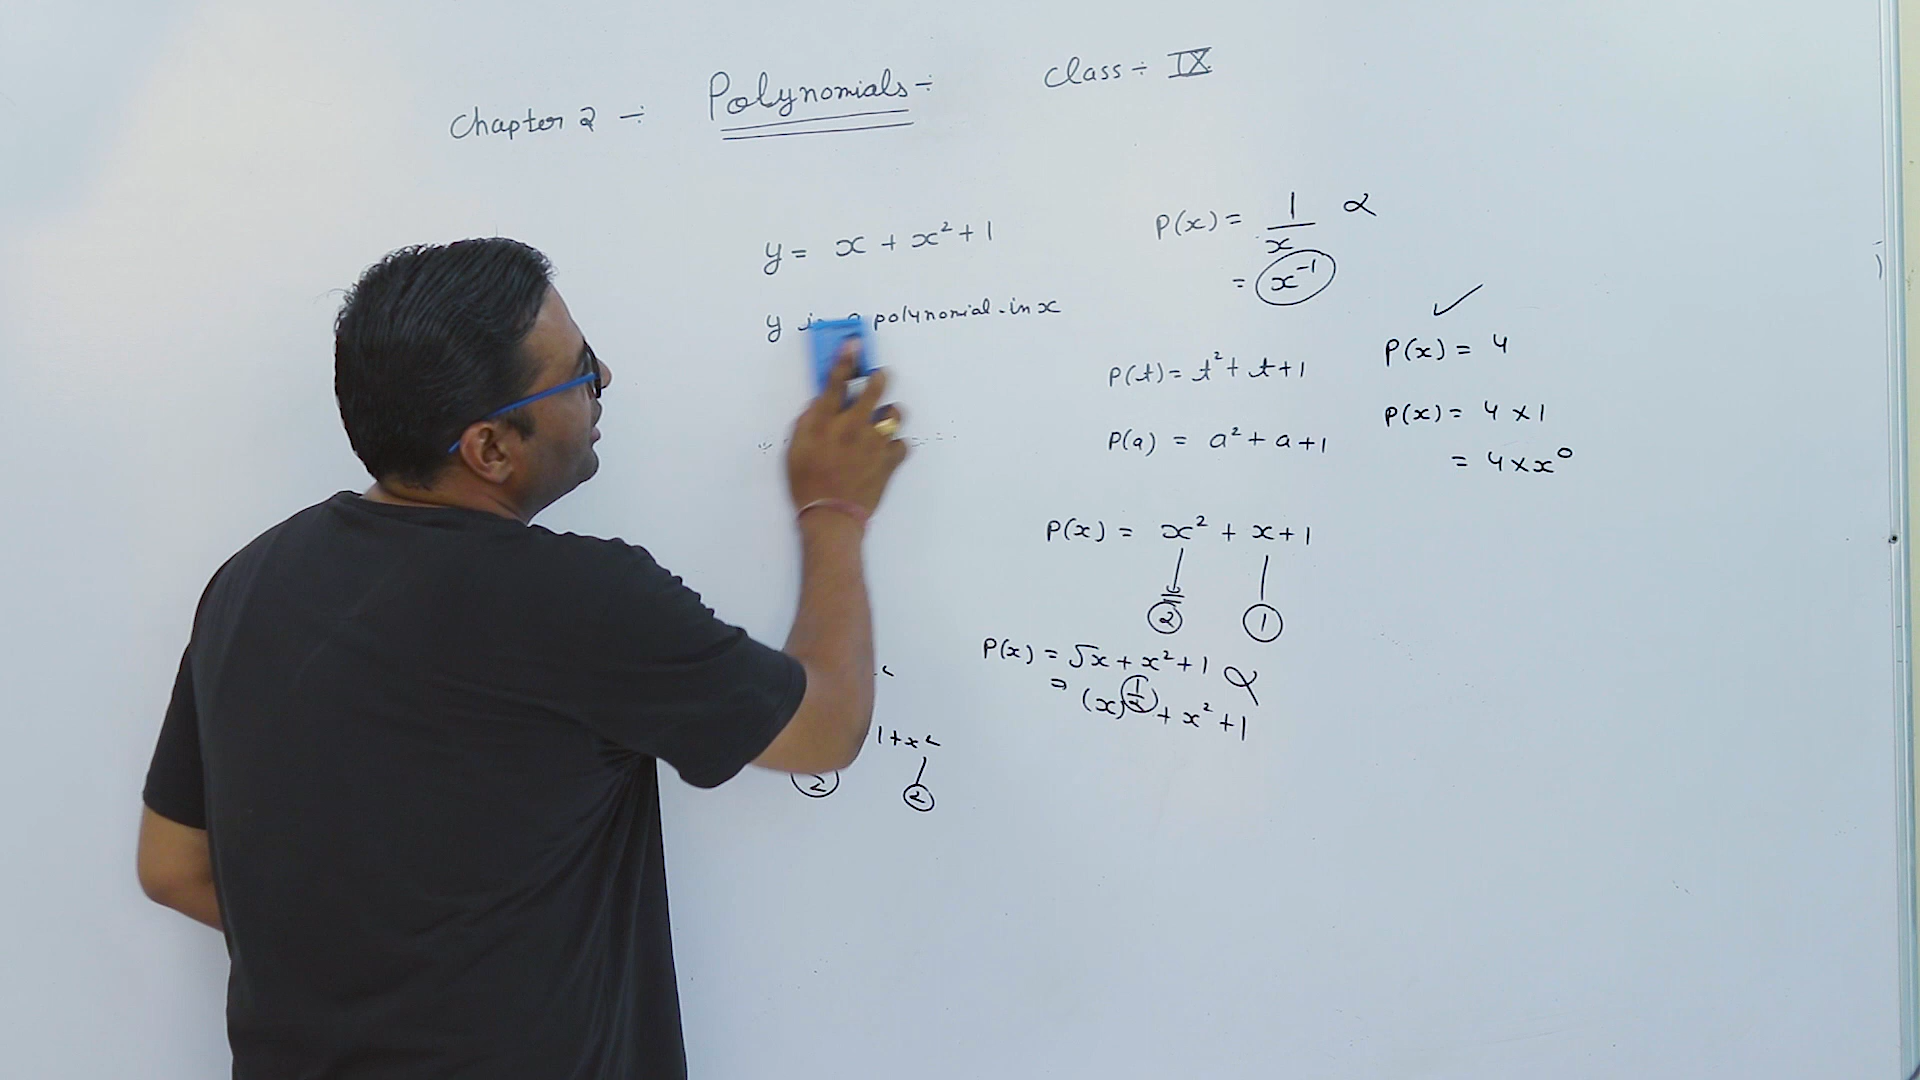 Chapter 2 ÷ Polynomials ÷ Class ÷ IX
y = x + x² + 1
y polynomial in x
P(x) = 1/x ∝
= x⁻¹
✓
P(x) = 4
P(x) = 4 × 1
= 4 × x⁰
P(t) = t² + t + 1
P(a) = a² + a + 1
P(x) = x² + x + 1
2 1
P(x) = √x + x² + 1 ∝
⇒ (x)^(1/2) + x² + 1
1 + x²
2 2